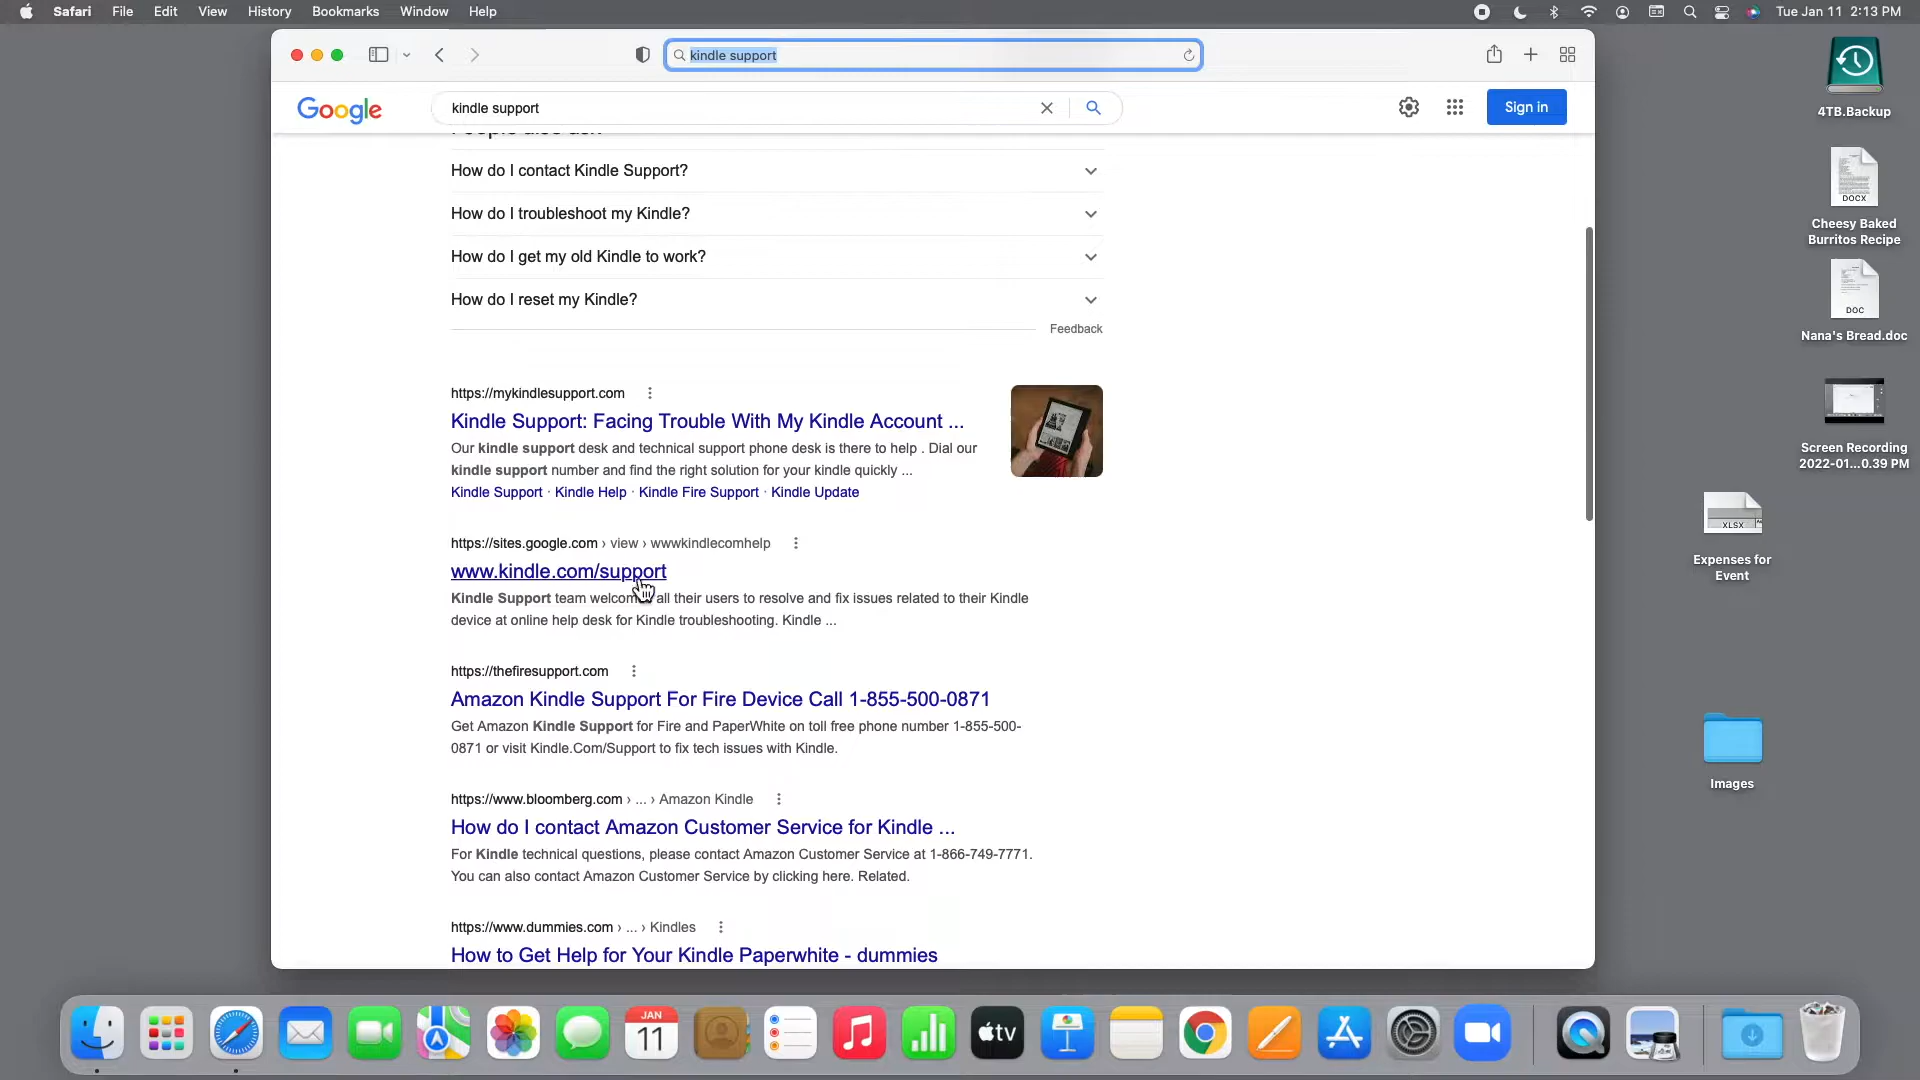 Safari File Edit View History Bookmarks Window Help
Tue Jan 11 2:13 PM
kindle support
Google
kindle support
Sign in
People also ask
How do I contact Kindle Support?
How do I troubleshoot my Kindle?
How do I get my old Kindle to work?
How do I reset my Kindle?
Feedback
https://mykindlesupport.com
Kindle Support: Facing Trouble With My Kindle Account ...
Our kindle support desk and technical support phone desk is there to help . Dial our
kindle support number and find the right solution for your kindle quickly ...
Kindle Support · Kindle Help · Kindle Fire Support · Kindle Update
https://sites.google.com › view › wwwkindlecomhelp
www.kindle.com/support
Kindle Support team welcomes all their users to resolve and fix issues related to their Kindle
device at online help desk for Kindle troubleshooting. Kindle ...
https://thefiresupport.com
Amazon Kindle Support For Fire Device Call 1-855-500-0871
Get Amazon Kindle Support for Fire and PaperWhite on toll free phone number 1-855-500-
0871 or visit Kindle.Com/Support to fix tech issues with Kindle.
https://www.bloomberg.com › ... › Amazon Kindle
How do I contact Amazon Customer Service for Kindle ...
For Kindle technical questions, please contact Amazon Customer Service at 1-866-749-7771.
You can also contact Amazon Customer Service by clicking here. Related.
https://www.dummies.com › ... › Kindles
How to Get Help for Your Kindle Paperwhite - dummies
4TB.Backup
DOCX
Cheesy Baked
Burritos Recipe
DOC
Nana's Bread.doc
Screen Recording
2022-01...0.39 PM
XLSX
Expenses for
Event
Images
JAN
11
tv